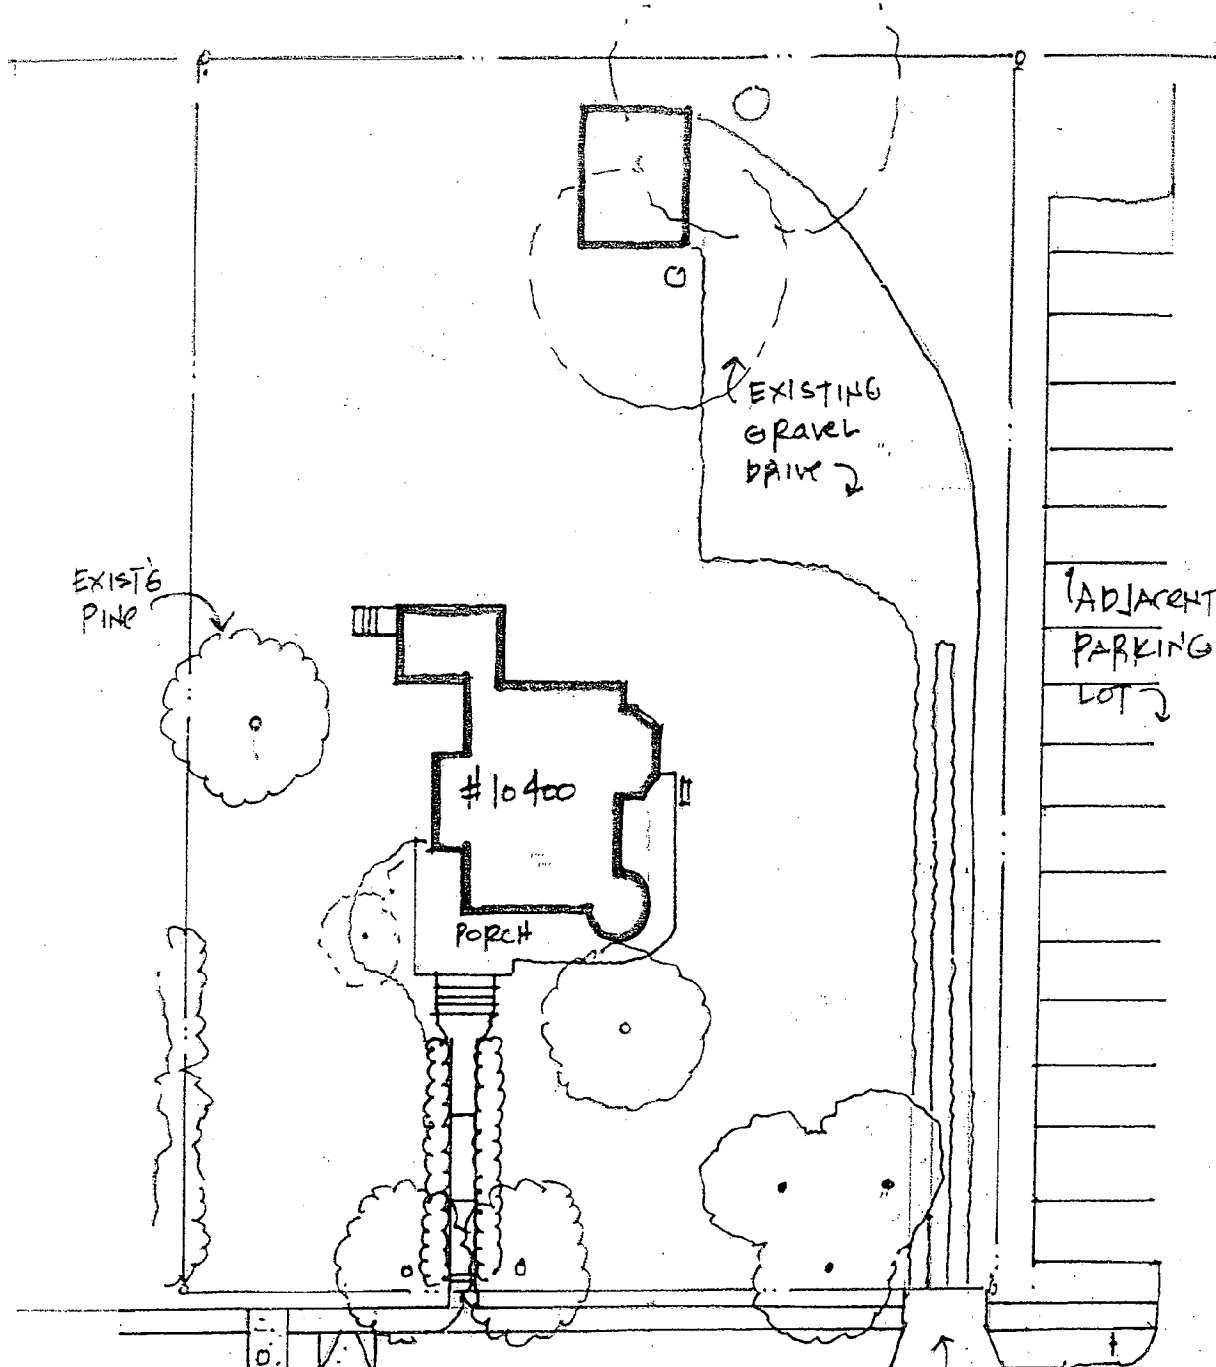 EXISTING
GRAVEL
DRIVE
EXIST'G
PINE
ADJACENT
PARKING
LOT
#10400
PORCH